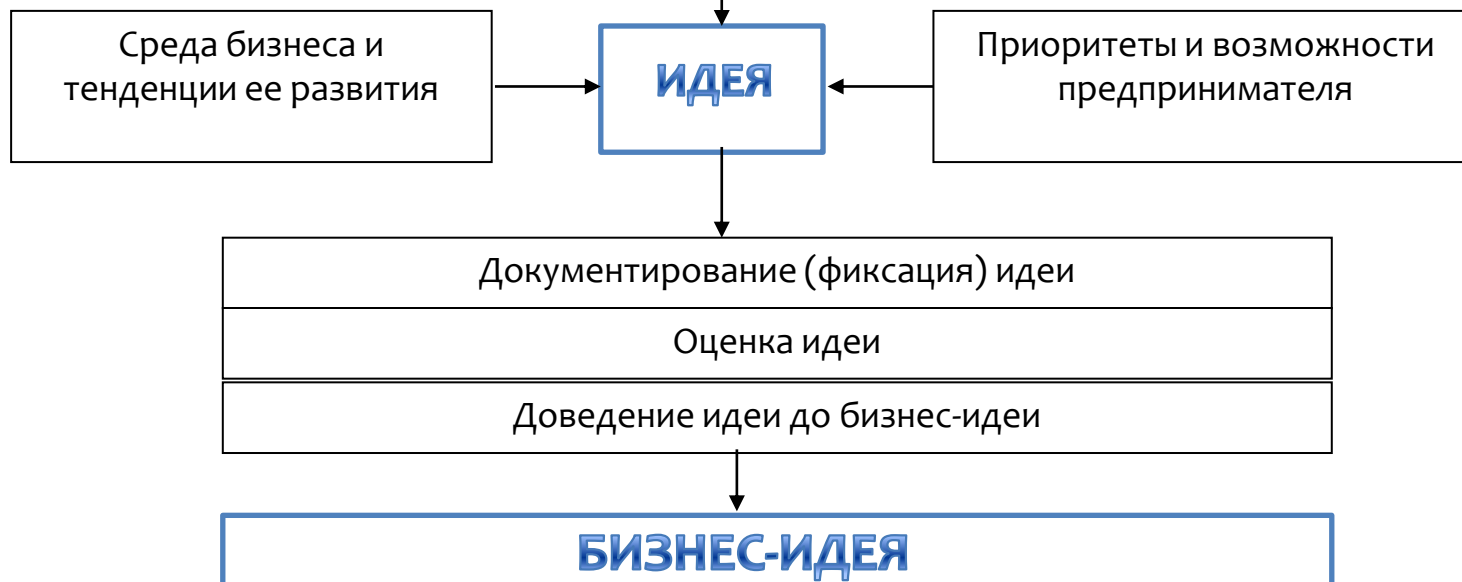 Среда бизнеса и
тенденции ее развития
ИДЕЯ
Приоритеты и возможности
предпринимателя
Документирование (фиксация) идеи
Оценка идеи
Доведение идеи до бизнес-идеи
БИЗНЕС-ИДЕЯ